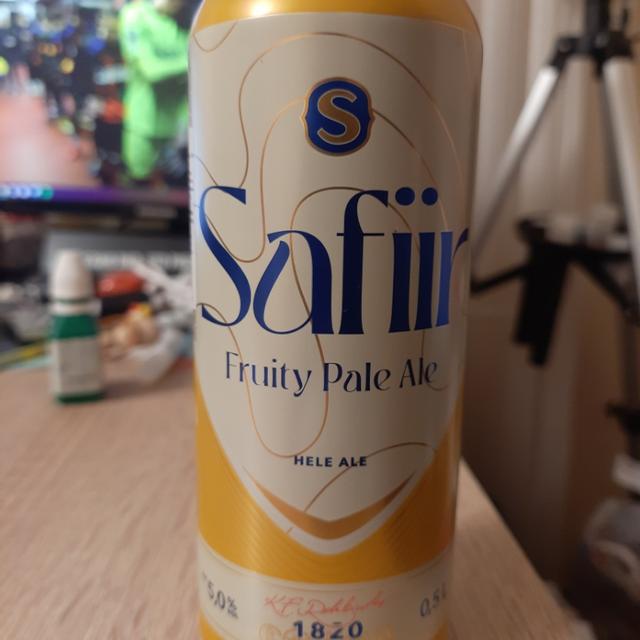 S
Safiir
Fruity Pale Ale
HELE ALE
5,0%
0,5 L
1820